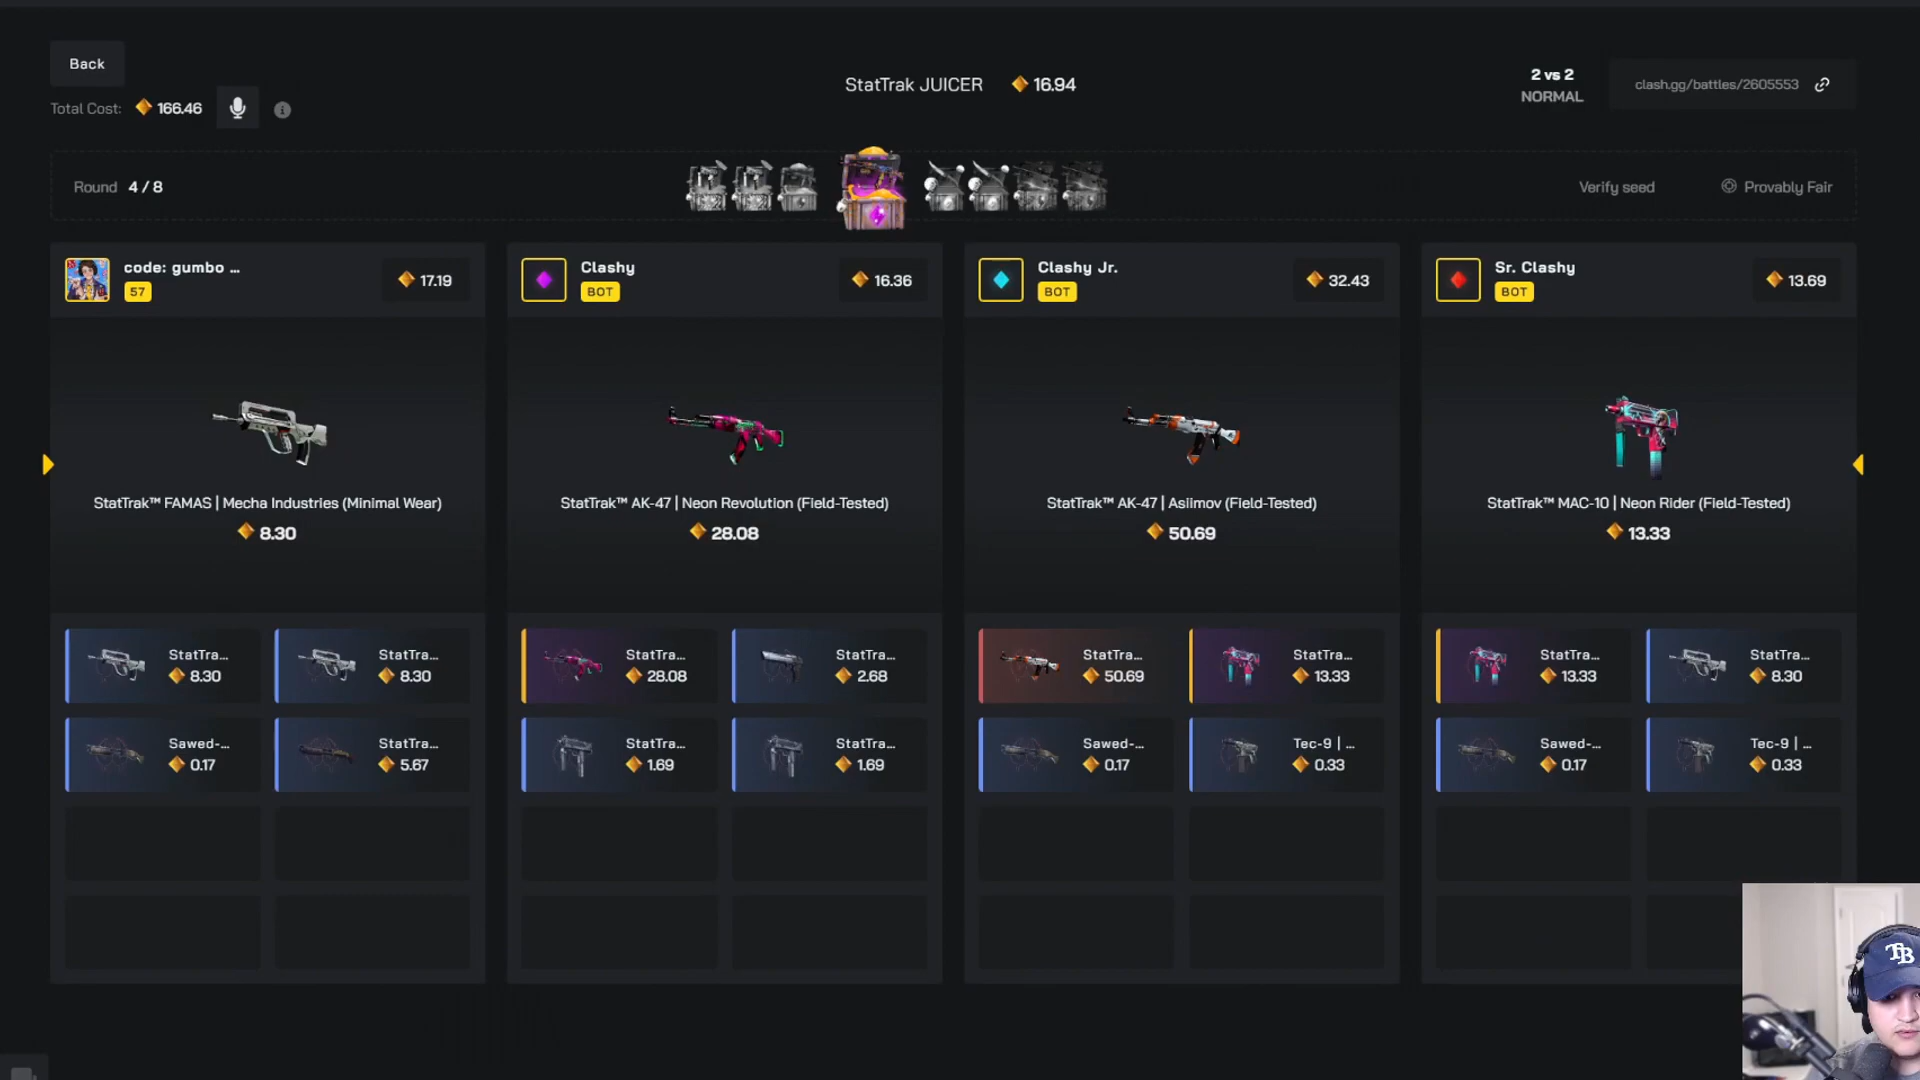 Back
Total Cost: 166.46
StatTrak JUICER 16.94
2 vs 2
NORMAL
clash.gg/battles/2605553
Round 4 / 8
Verify seed
Provably Fair
code: gumbo ...
57
17.19
Clashy
BOT
16.36
Clashy Jr.
BOT
32.43
Sr. Clashy
BOT
13.69
StatTrak™ FAMAS | Mecha Industries (Minimal Wear)
8.30
StatTrak™ AK-47 | Neon Revolution (Field-Tested)
28.08
StatTrak™ AK-47 | Asiimov (Field-Tested)
50.69
StatTrak™ MAC-10 | Neon Rider (Field-Tested)
13.33
StatTra...
8.30
StatTra...
8.30
Sawed-...
0.17
StatTra...
5.67
StatTra...
28.08
StatTra...
2.68
StatTra...
1.69
StatTra...
1.69
StatTra...
50.69
StatTra...
13.33
Sawed-...
0.17
Tec-9 | ...
0.33
StatTra...
13.33
StatTra...
8.30
Sawed-...
0.17
Tec-9 | ...
0.33
TB